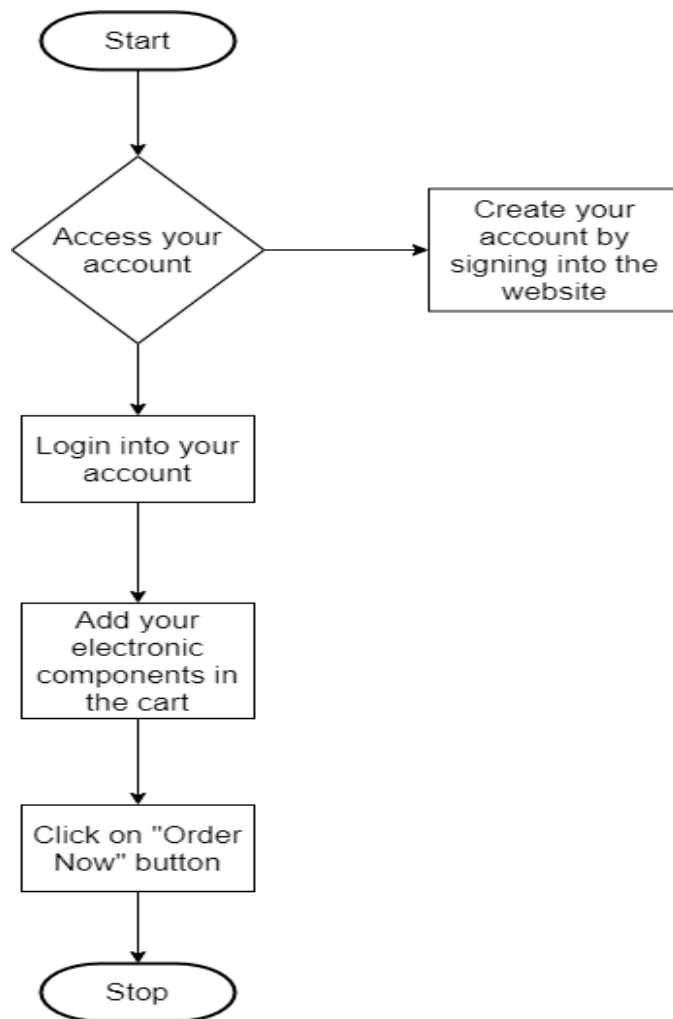 Start
Access your
account
Create your
account by
signing into the
website
Login into your
account
Add your
electronic
components in
the cart
Click on "Order
Now" button
Stop